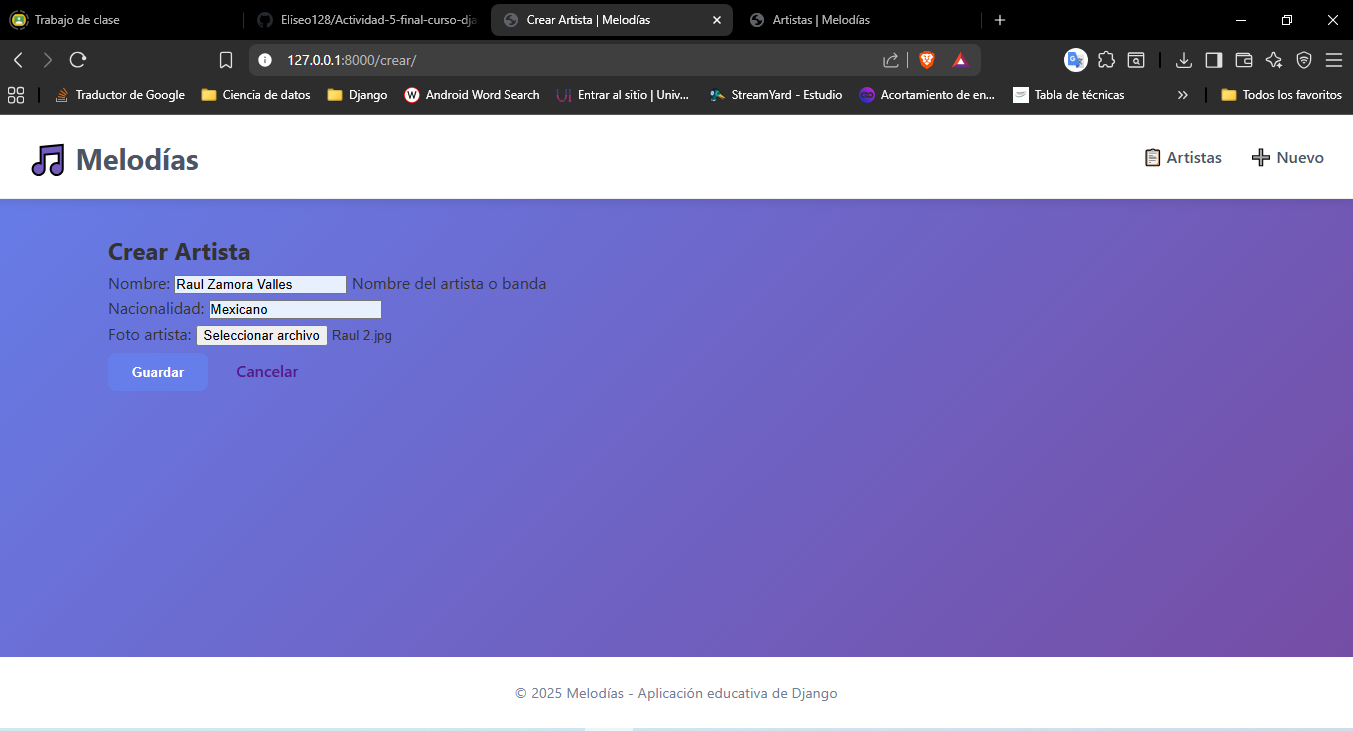 Trabajo de clase
Eliseo128/Actividad-5-final-curso-dja
Crear Artista | Melodías
Artistas | Melodías
127.0.0.1:8000/crear/
Traductor de Google
Ciencia de datos
Django
Android Word Search
Entrar al sitio | Univ...
StreamYard - Estudio
Acortamiento de en...
Tabla de técnicas
Todos los favoritos
Melodías
Artistas
Nuevo
Crear Artista
Nombre: Raul Zamora Valles Nombre del artista o banda
Nacionalidad: Mexicano
Foto artista: Seleccionar archivo Raul 2.jpg
Guardar Cancelar
© 2025 Melodías - Aplicación educativa de Django